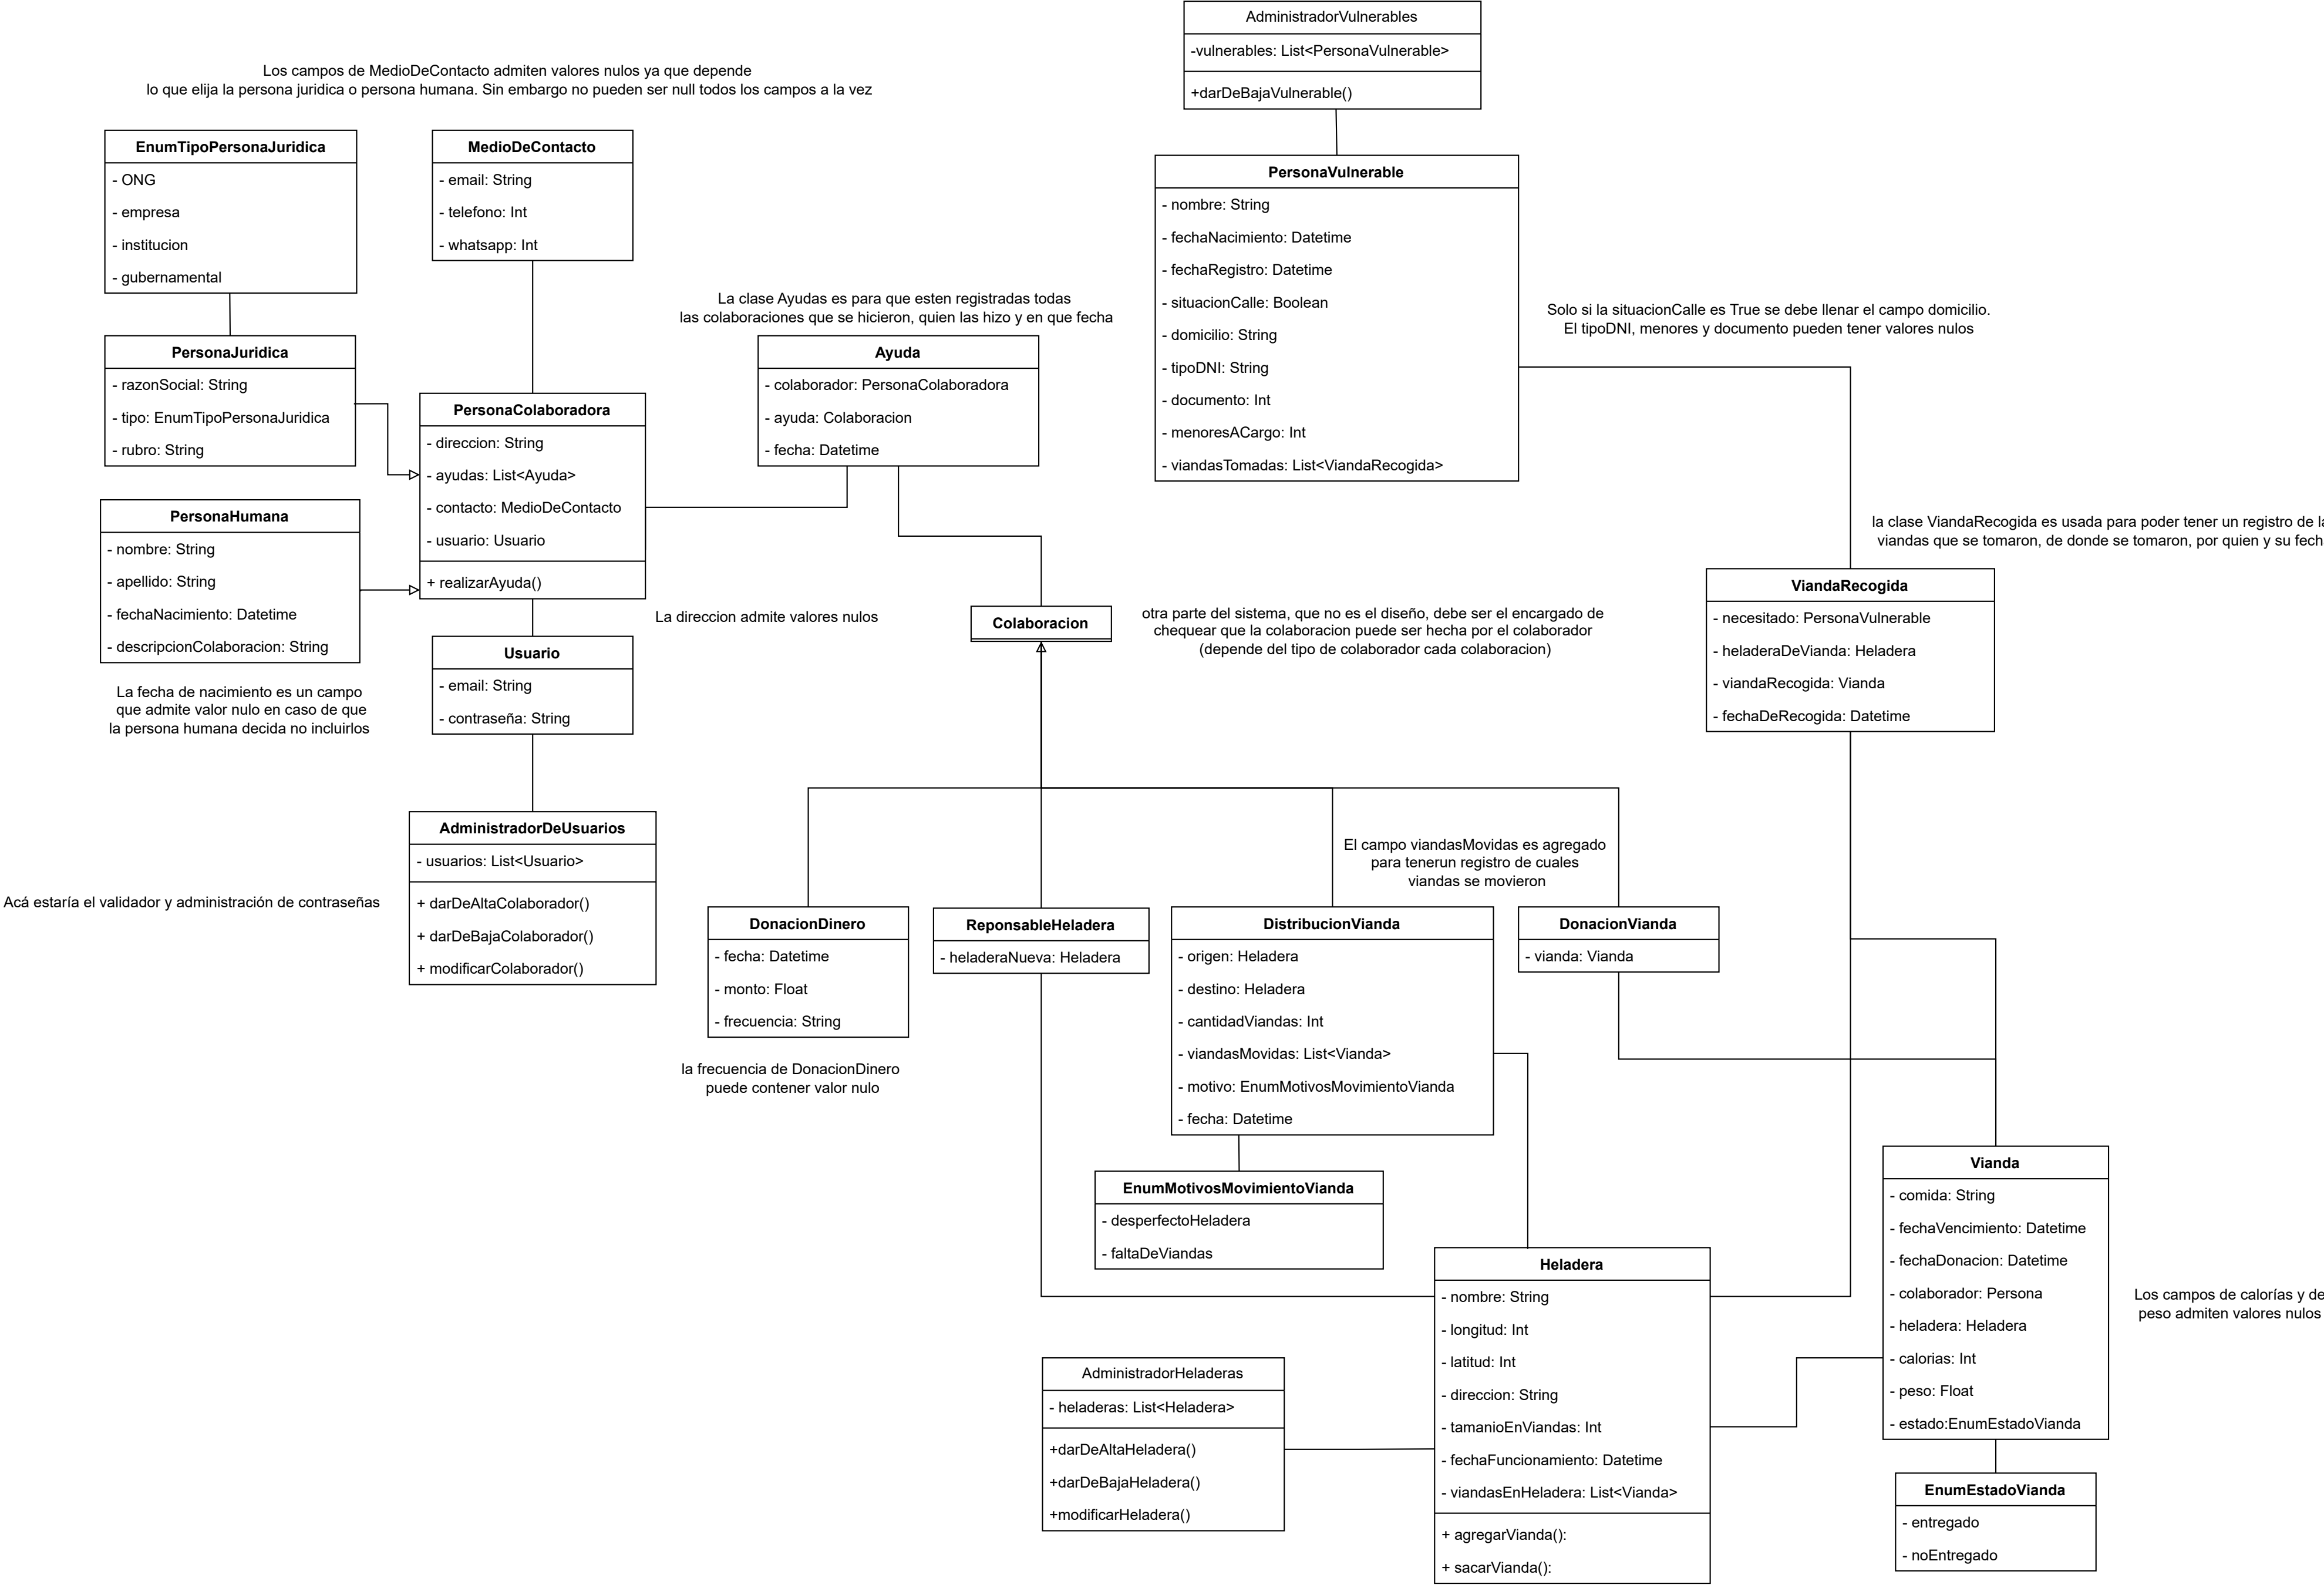 AdministradorVulnerables
-vulnerables: List<PersonaVulnerable>
+darDeBajaVulnerable()
Los campos de MedioDeContacto admiten valores nulos ya que depende
lo que elija la persona juridica o persona humana. Sin embargo no pueden ser null todos los campos a la vez
EnumTipoPersonaJuridica
- ONG
- empresa
- institucion
- gubernamental
MedioDeContacto
- email: String
- telefono: Int
- whatsapp: Int
PersonaVulnerable
- nombre: String
- fechaNacimiento: Datetime
- fechaRegistro: Datetime
- situacionCalle: Boolean
- domicilio: String
- tipoDNI: String
- documento: Int
- menoresACargo: Int
- viandasTomadas: List<ViandaRecogida>
La clase Ayudas es para que esten registradas todas
las colaboraciones que se hicieron, quien las hizo y en que fecha
Solo si la situacionCalle es True se debe llenar el campo domicilio.
El tipoDNI, menores y documento pueden tener valores nulos
PersonaJuridica
- razonSocial: String
- tipo: EnumTipoPersonaJuridica
- rubro: String
Ayuda
- colaborador: PersonaColaboradora
- ayuda: Colaboracion
- fecha: Datetime
PersonaColaboradora
- direccion: String
- ayudas: List<Ayuda>
- contacto: MedioDeContacto
- usuario: Usuario
+ realizarAyuda()
PersonaHumana
- nombre: String
- apellido: String
- fechaNacimiento: Datetime
- descripcionColaboracion: String
la clase ViandaRecogida es usada para poder tener un registro de la
viandas que se tomaron, de donde se tomaron, por quien y su fech
ViandaRecogida
- necesitado: PersonaVulnerable
- heladeraDeVianda: Heladera
- viandaRecogida: Vianda
- fechaDeRecogida: Datetime
La direccion admite valores nulos
Colaboracion
otra parte del sistema, que no es el diseño, debe ser el encargado de
chequear que la colaboracion puede ser hecha por el colaborador
(depende del tipo de colaborador cada colaboracion)
Usuario
- email: String
- contraseña: String
La fecha de nacimiento es un campo
que admite valor nulo en caso de que
la persona humana decida no incluirlos
AdministradorDeUsuarios
- usuarios: List<Usuario>
+ darDeAltaColaborador()
+ darDeBajaColaborador()
+ modificarColaborador()
Acá estaría el validador y administración de contraseñas
El campo viandasMovidas es agregado
para tenerun registro de cuales
viandas se movieron
DonacionDinero
- fecha: Datetime
- monto: Float
- frecuencia: String
ReponsableHeladera
- heladeraNueva: Heladera
DistribucionVianda
- origen: Heladera
- destino: Heladera
- cantidadViandas: Int
- viandasMovidas: List<Vianda>
- motivo: EnumMotivosMovimientoVianda
- fecha: Datetime
DonacionVianda
- vianda: Vianda
la frecuencia de DonacionDinero
puede contener valor nulo
EnumMotivosMovimientoVianda
- desperfectoHeladera
- faltaDeViandas
Vianda
- comida: String
- fechaVencimiento: Datetime
- fechaDonacion: Datetime
- colaborador: Persona
- heladera: Heladera
- calorias: Int
- peso: Float
- estado:EnumEstadoVianda
Heladera
- nombre: String
- longitud: Int
- latitud: Int
- direccion: String
- tamanioEnViandas: Int
- fechaFuncionamiento: Datetime
- viandasEnHeladera: List<Vianda>
+ agregarVianda():
+ sacarVianda():
Los campos de calorías y de
peso admiten valores nulos
AdministradorHeladeras
- heladeras: List<Heladera>
+darDeAltaHeladera()
+darDeBajaHeladera()
+modificarHeladera()
EnumEstadoVianda
- entregado
- noEntregado